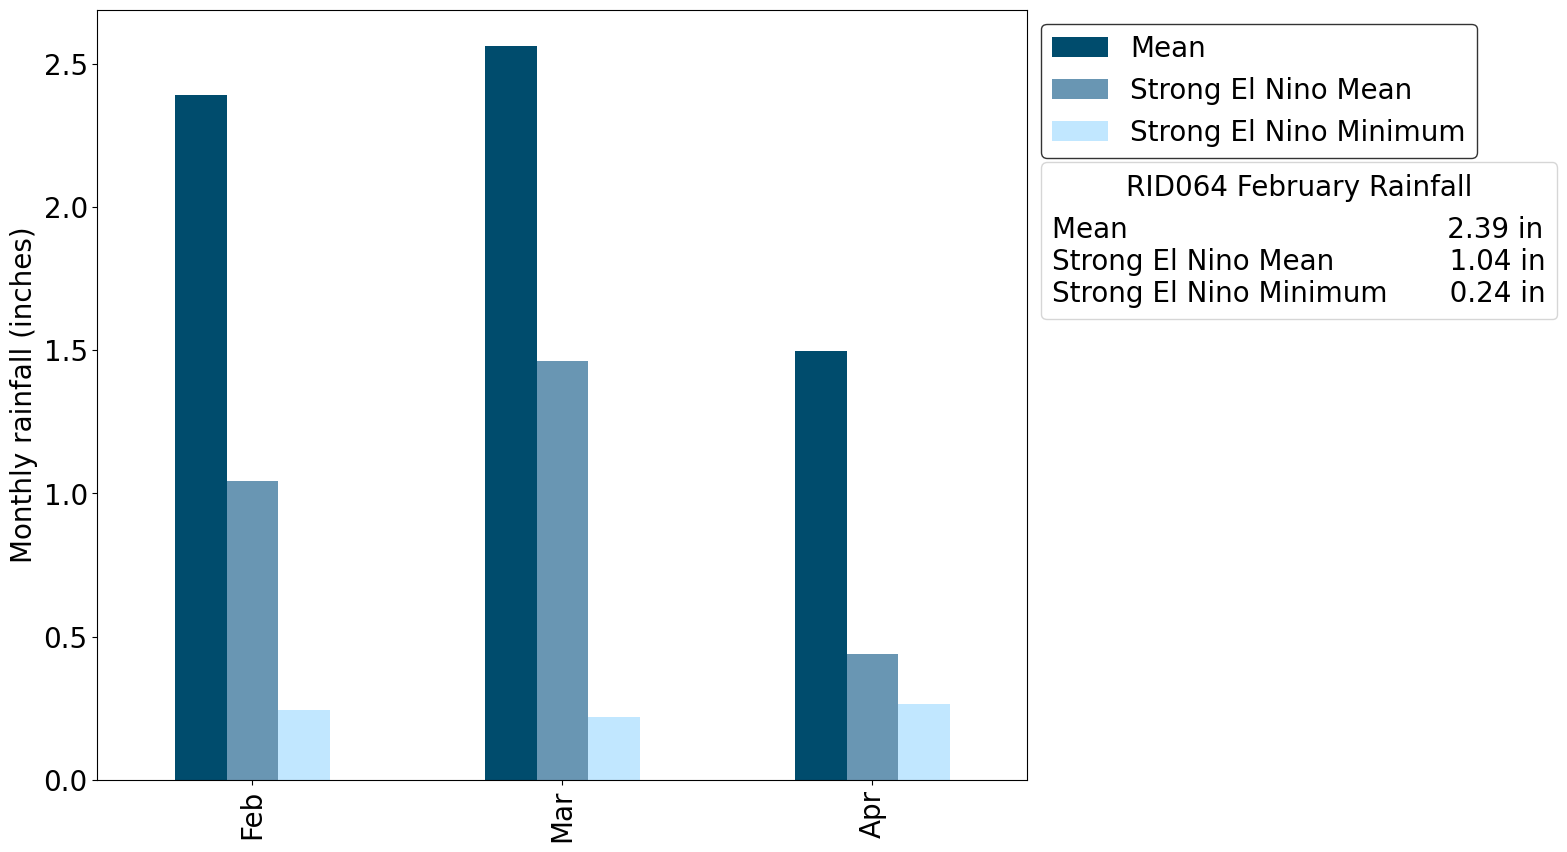 Monthly rainfall (inches)
2.5
2.0
1.5
1.0
0.5
0.0
Feb
Mar
Apr
Mean
Strong El Nino Mean
Strong El Nino Minimum
RID064 February Rainfall
Mean 2.39 in
Strong El Nino Mean 1.04 in
Strong El Nino Minimum 0.24 in